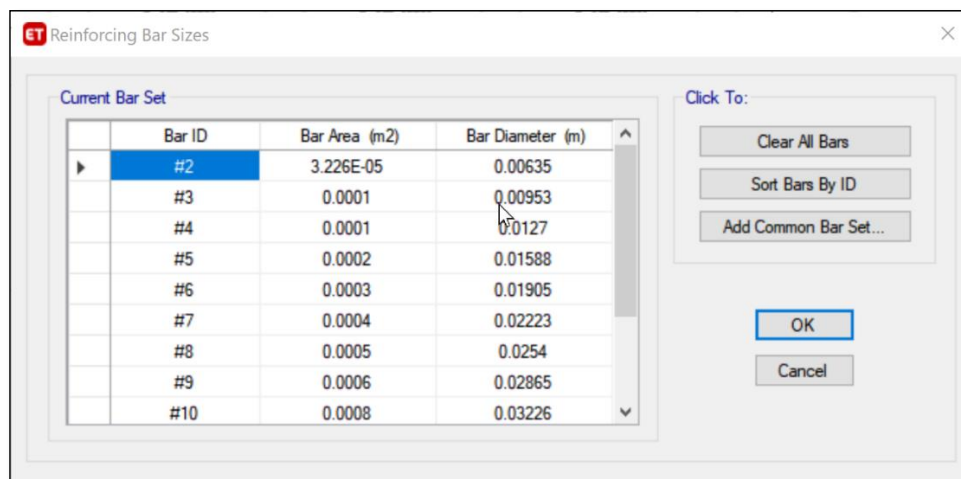 ET Reinforcing Bar Sizes
Current Bar Set
Bar ID Bar Area (m2) Bar Diameter (m)
#2 3.226E-05 0.00635
#3 0.0001 0.00953
#4 0.0001 0.0127
#5 0.0002 0.01588
#6 0.0003 0.01905
#7 0.0004 0.02223
#8 0.0005 0.0254
#9 0.0006 0.02865
#10 0.0008 0.03226
Click To:
Clear All Bars
Sort Bars By ID
Add Common Bar Set...
OK
Cancel